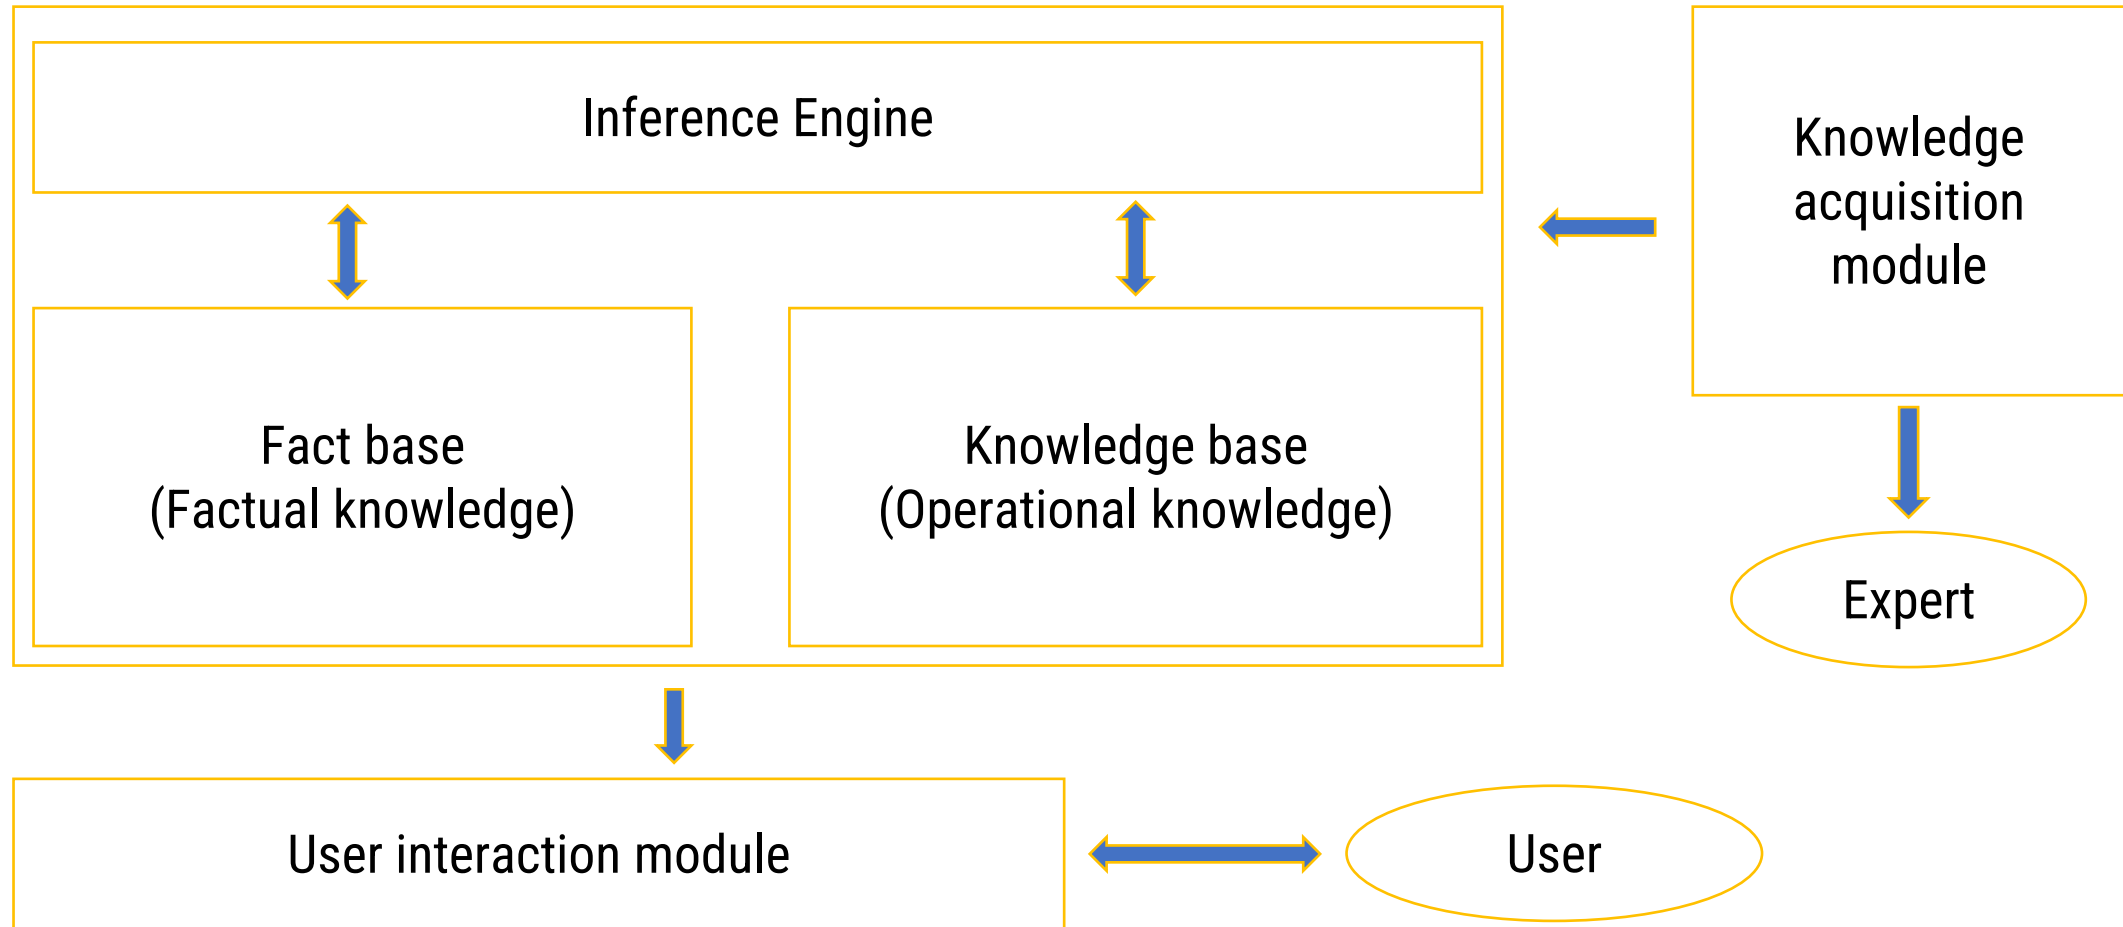 Inference Engine
Knowledge
acquisition
module
Fact base
(Factual knowledge)
Knowledge base
(Operational knowledge)
Expert
User interaction module
User